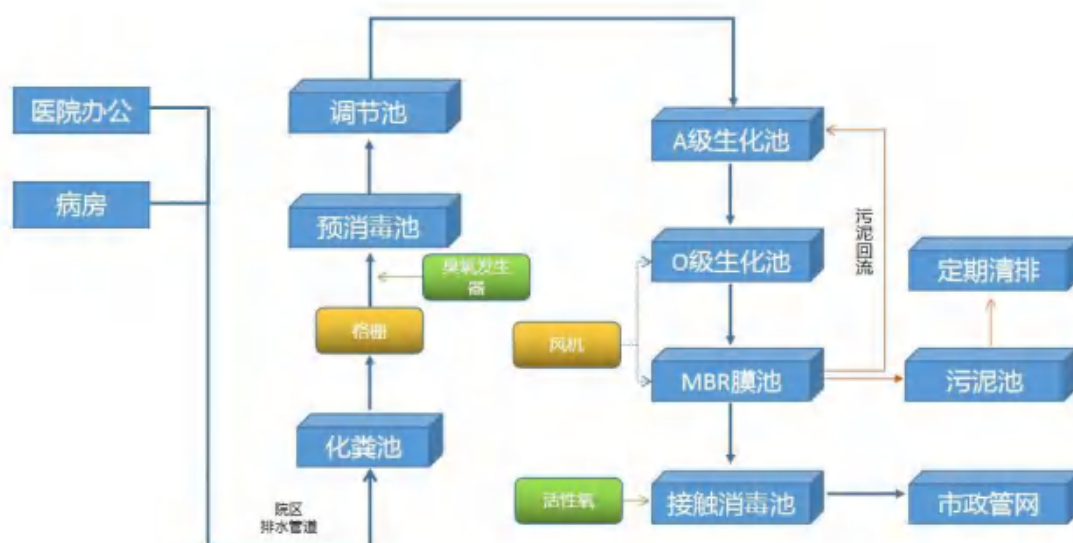 医院办公
病房
院区
排水管道
化粪池
格栅
臭氧发生
器
预消毒池
调节池
A级生化池
O级生化池
风机
MBR膜池
污泥回流
污泥池
定期清排
活性氧
接触消毒池
市政管网